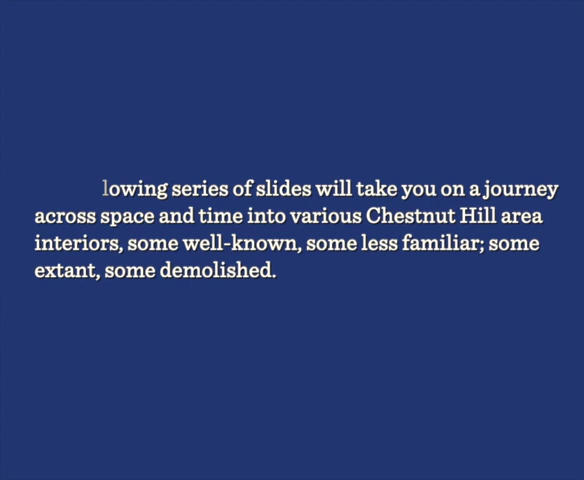 lowing series of slides will take you on a journey
across space and time into various Chestnut Hill area
interiors, some well-known, some less familiar; some
extant, some demolished.